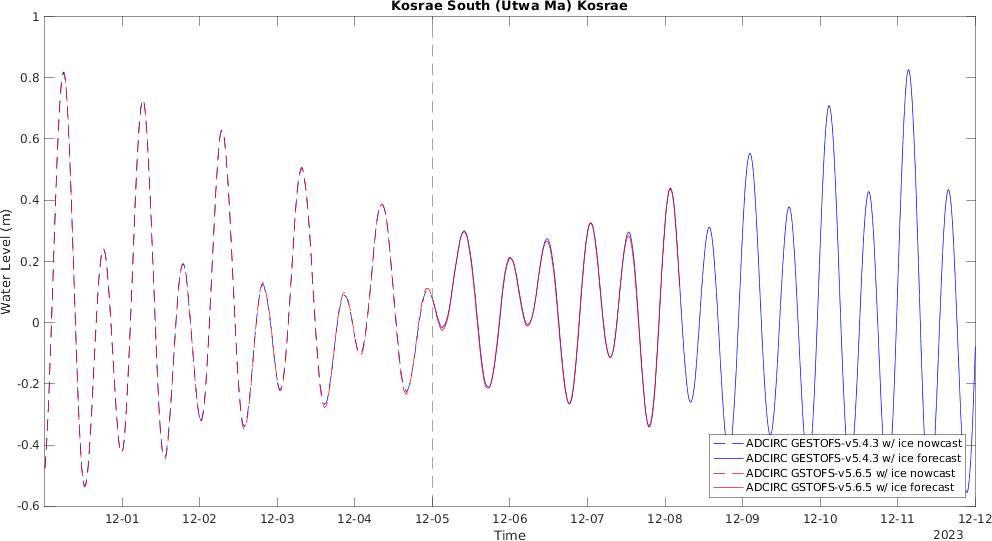 Kosrae South (Utwa Ma) Kosrae
1
0.8
0.6
0.4
0.2
0
-0.2
-0.4
-0.6
Water Level (m)
ADCIRC GESTOFS-v5.4.3 w/ ice nowcast
ADCIRC GESTOFS-v5.4.3 w/ ice forecast
ADCIRC GSTOFS-v5.6.5 w/ ice nowcast
ADCIRC GSTOFS-v5.6.5 w/ ice forecast
12-01 12-02 12-03 12-04 12-05 12-06 12-07 12-08 12-09 12-10 12-11 12-12
Time
2023